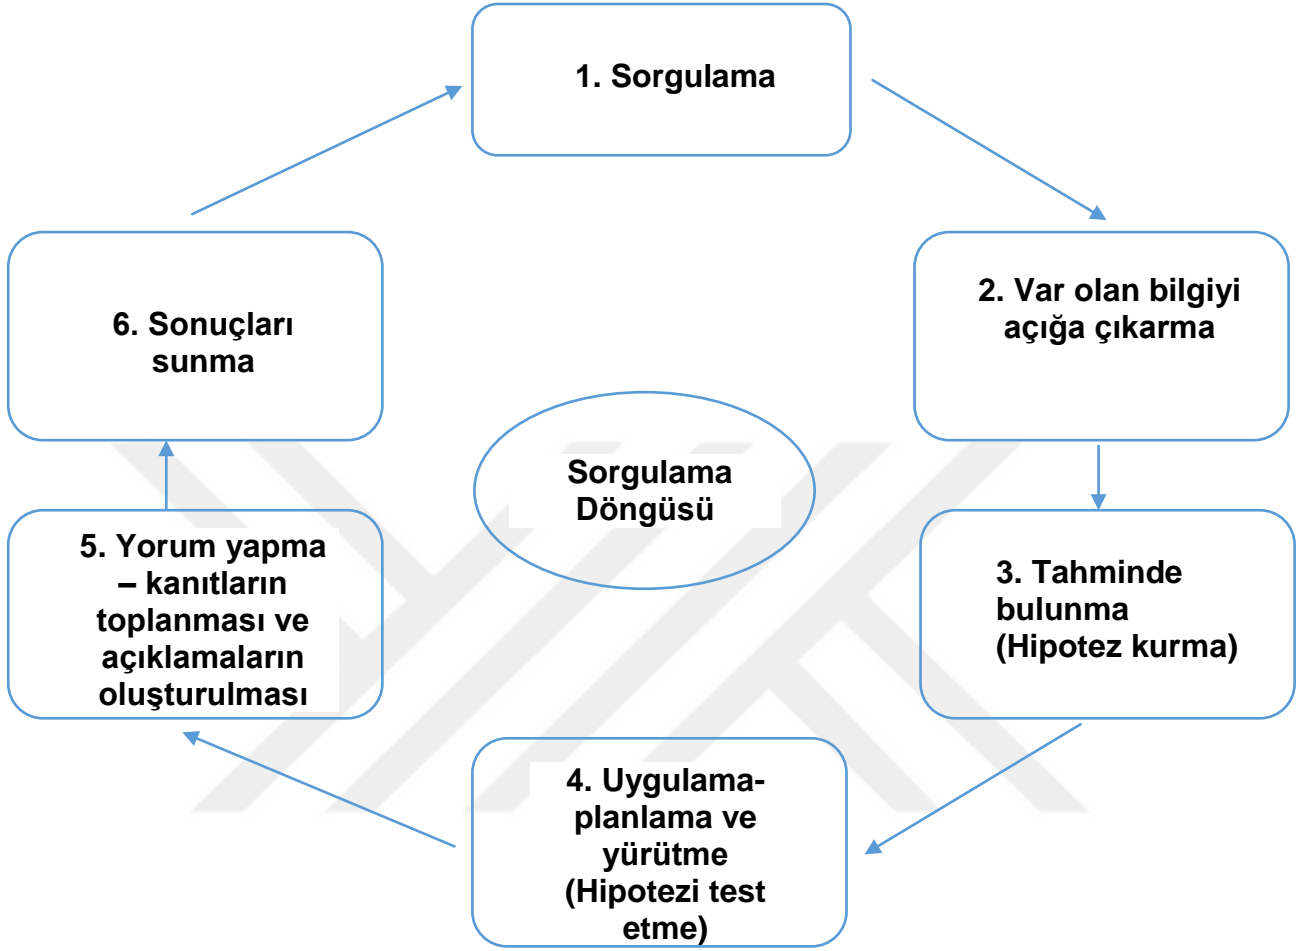 1. Sorgulama
2. Var olan bilgiyi
açığa çıkarma
3. Tahminde
bulunma
(Hipotez kurma)
4. Uygulama-
planlama ve
yürütme
(Hipotezi test
etme)
5. Yorum yapma
– kanıtların
toplanması ve
açıklamaların
oluşturulması
6. Sonuçları
sunma
Sorgulama
Döngüsü